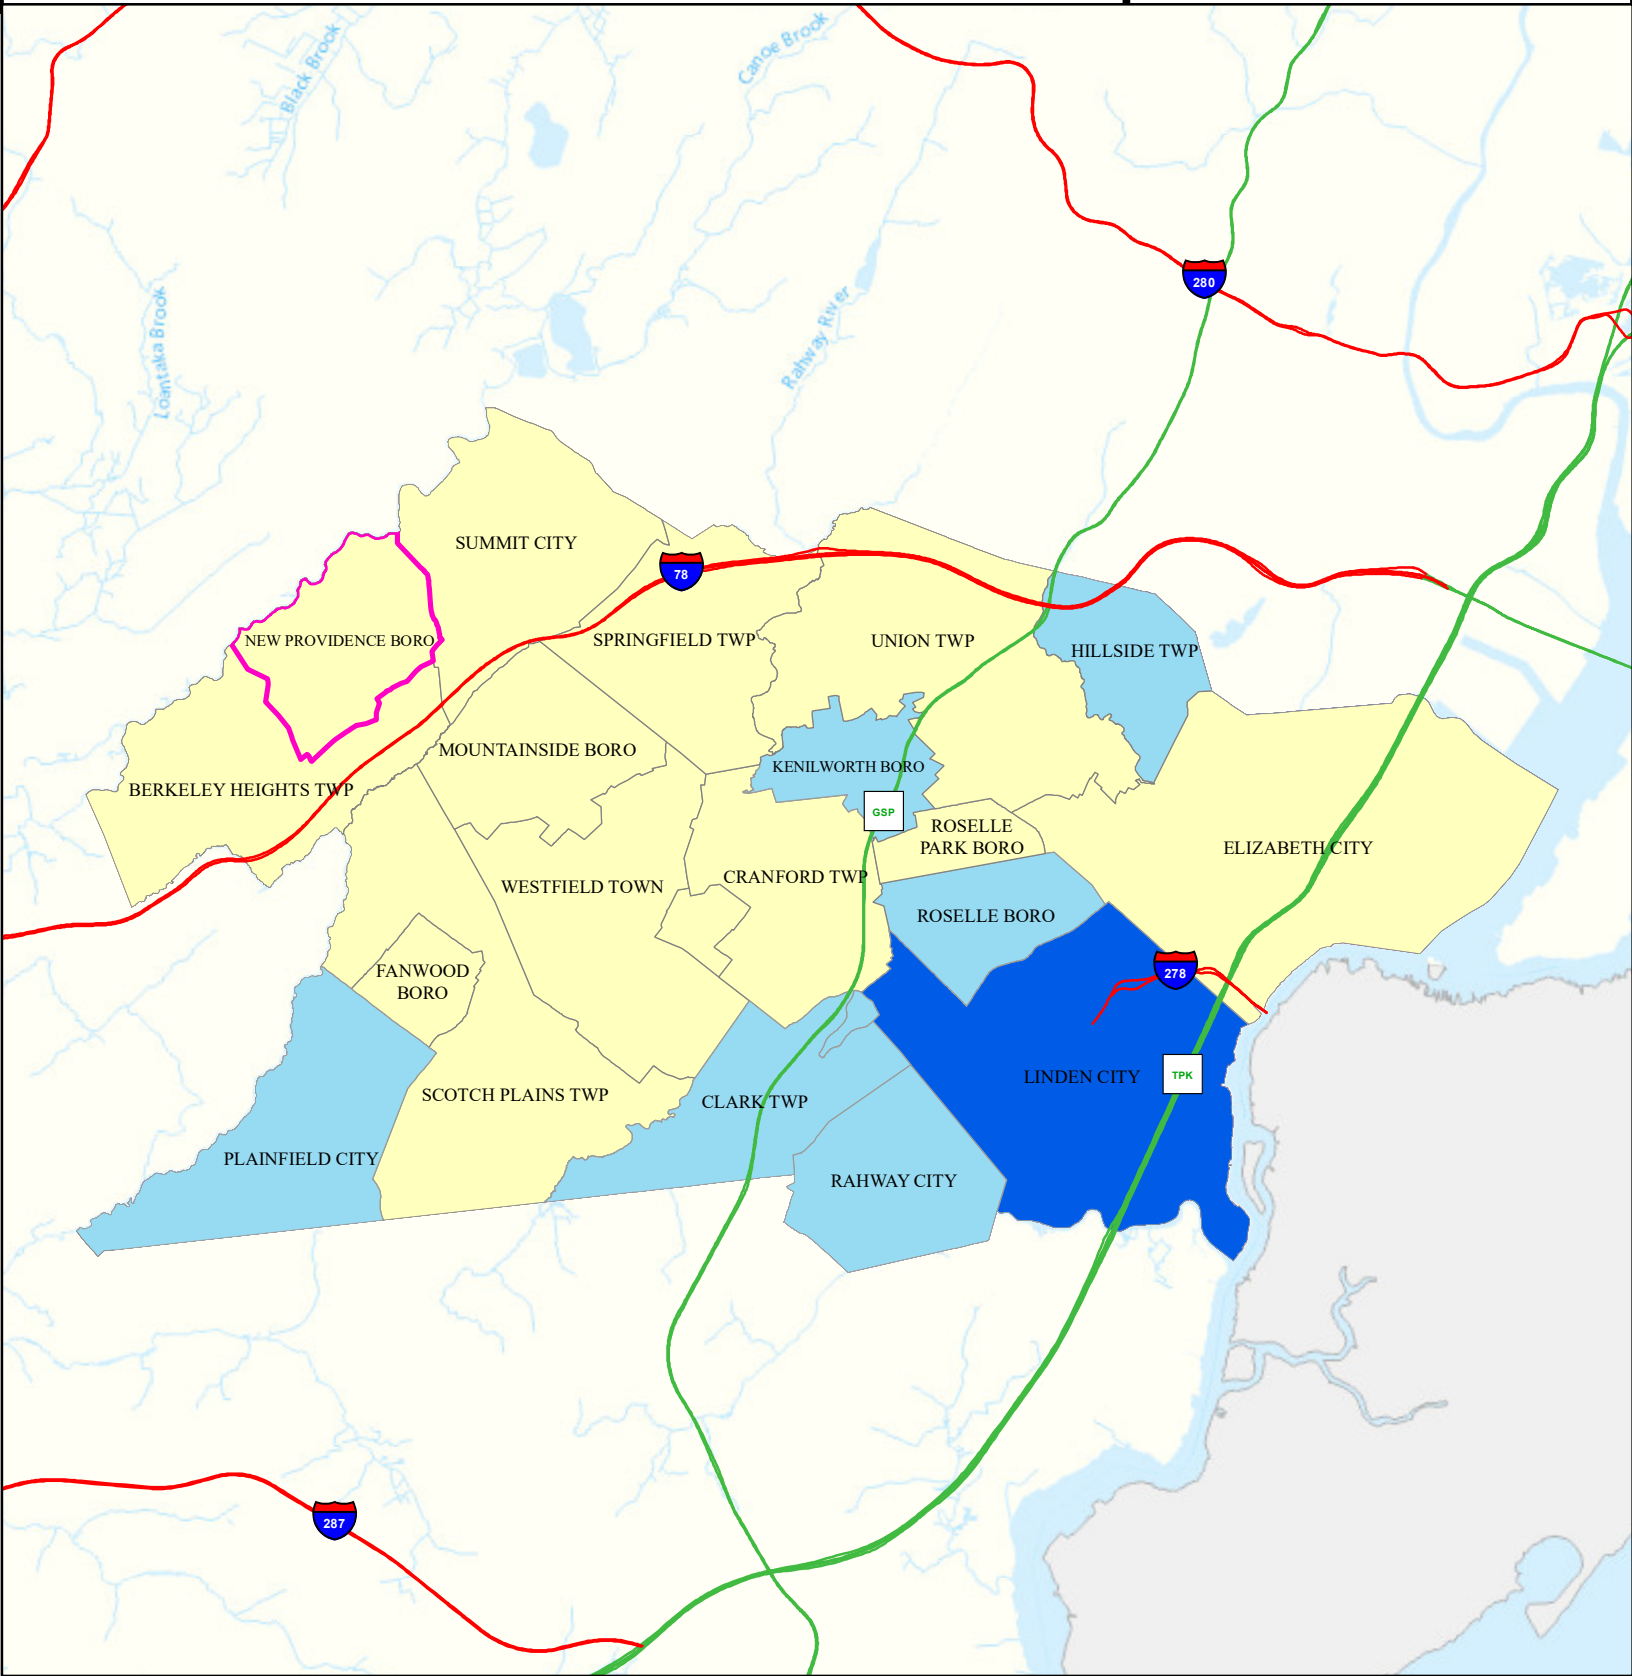 Black Brook
Canoe Brook
280
Loantaka Brook
Rahway River
SUMMIT CITY
78
NEW PROVIDENCE BORO
SPRINGFIELD TWP
UNION TWP
HILLSIDE TWP
MOUNTAINSIDE BORO
KENILWORTH BORO
BERKELEY HEIGHTS TWP
GSP
ROSELLE
PARK BORO
ELIZABETH CITY
WESTFIELD TOWN
CRANFORD TWP
ROSELLE BORO
FANWOOD
BORO
278
LINDEN CITY
TPK
SCOTCH PLAINS TWP
CLARK TWP
PLAINFIELD CITY
RAHWAY CITY
287